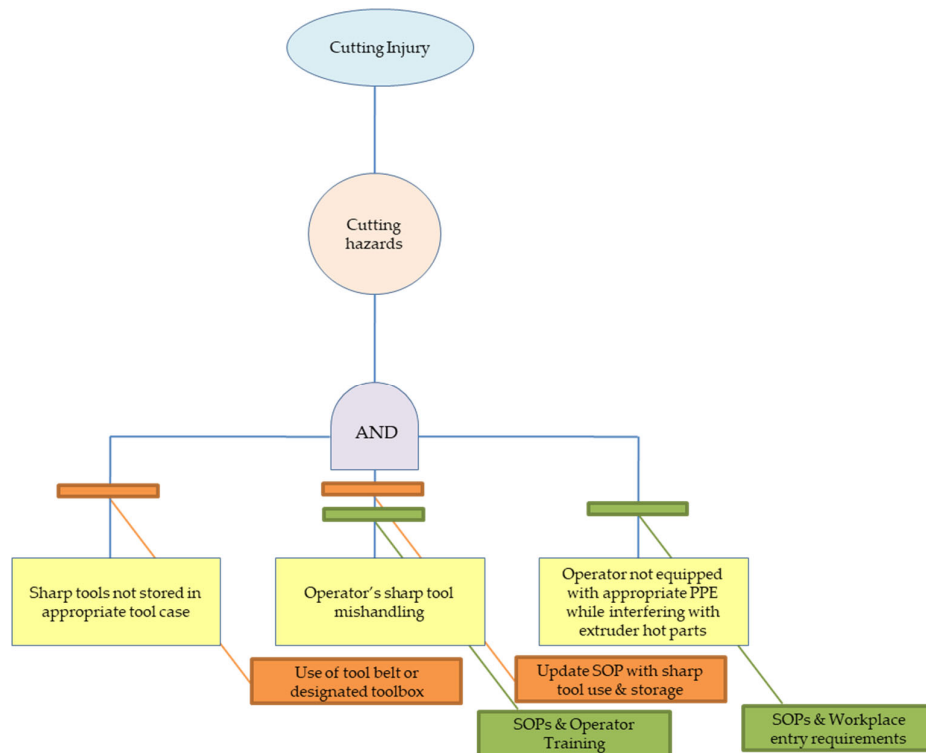 Cutting Injury
Cutting
hazards
AND
Sharp tools not stored in
appropriate tool case
Operator’s sharp tool
mishandling
Operator not equipped
with appropriate PPE
while interfering with
extruder hot parts
Use of tool belt or
designated toolbox
Update SOP with sharp
tool use & storage
SOPs & Operator
Training
SOPs & Workplace
entry requirements